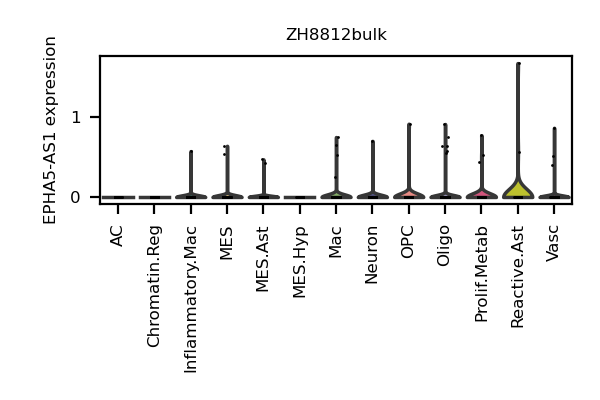 ZH8812bulk
EPHA5-AS1 expression
1
0
AC
Chromatin.Reg
Inflammatory.Mac
MES
MES.Ast
MES.Hyp
Mac
Neuron
OPC
Oligo
Prolif.Metab
Reactive.Ast
Vasc